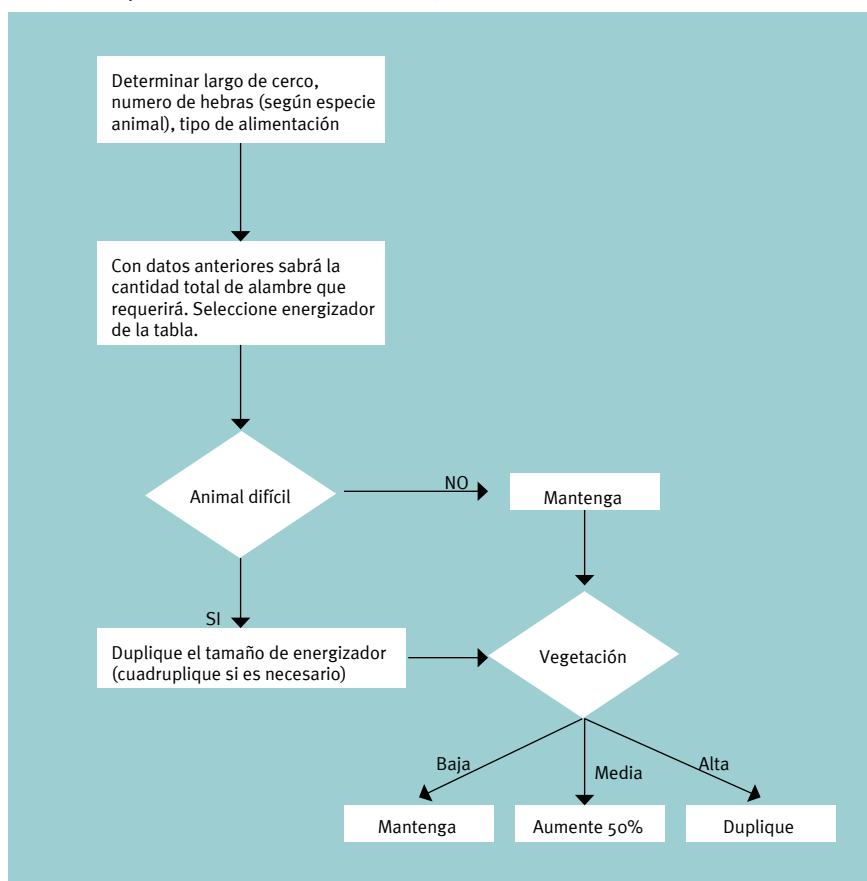 Determinar largo de cerco,
numero de hebras (según especie
animal), tipo de alimentación
Con datos anteriores sabrá la
cantidad total de alambre que
requerirá. Seleccione energizador
de la tabla.
Animal difícil
NO
Mantenga
SI
Duplique el tamaño de energizador
(cuadruplique si es necesario)
Vegetación
Baja
Media
Alta
Mantenga
Aumente 50%
Duplique